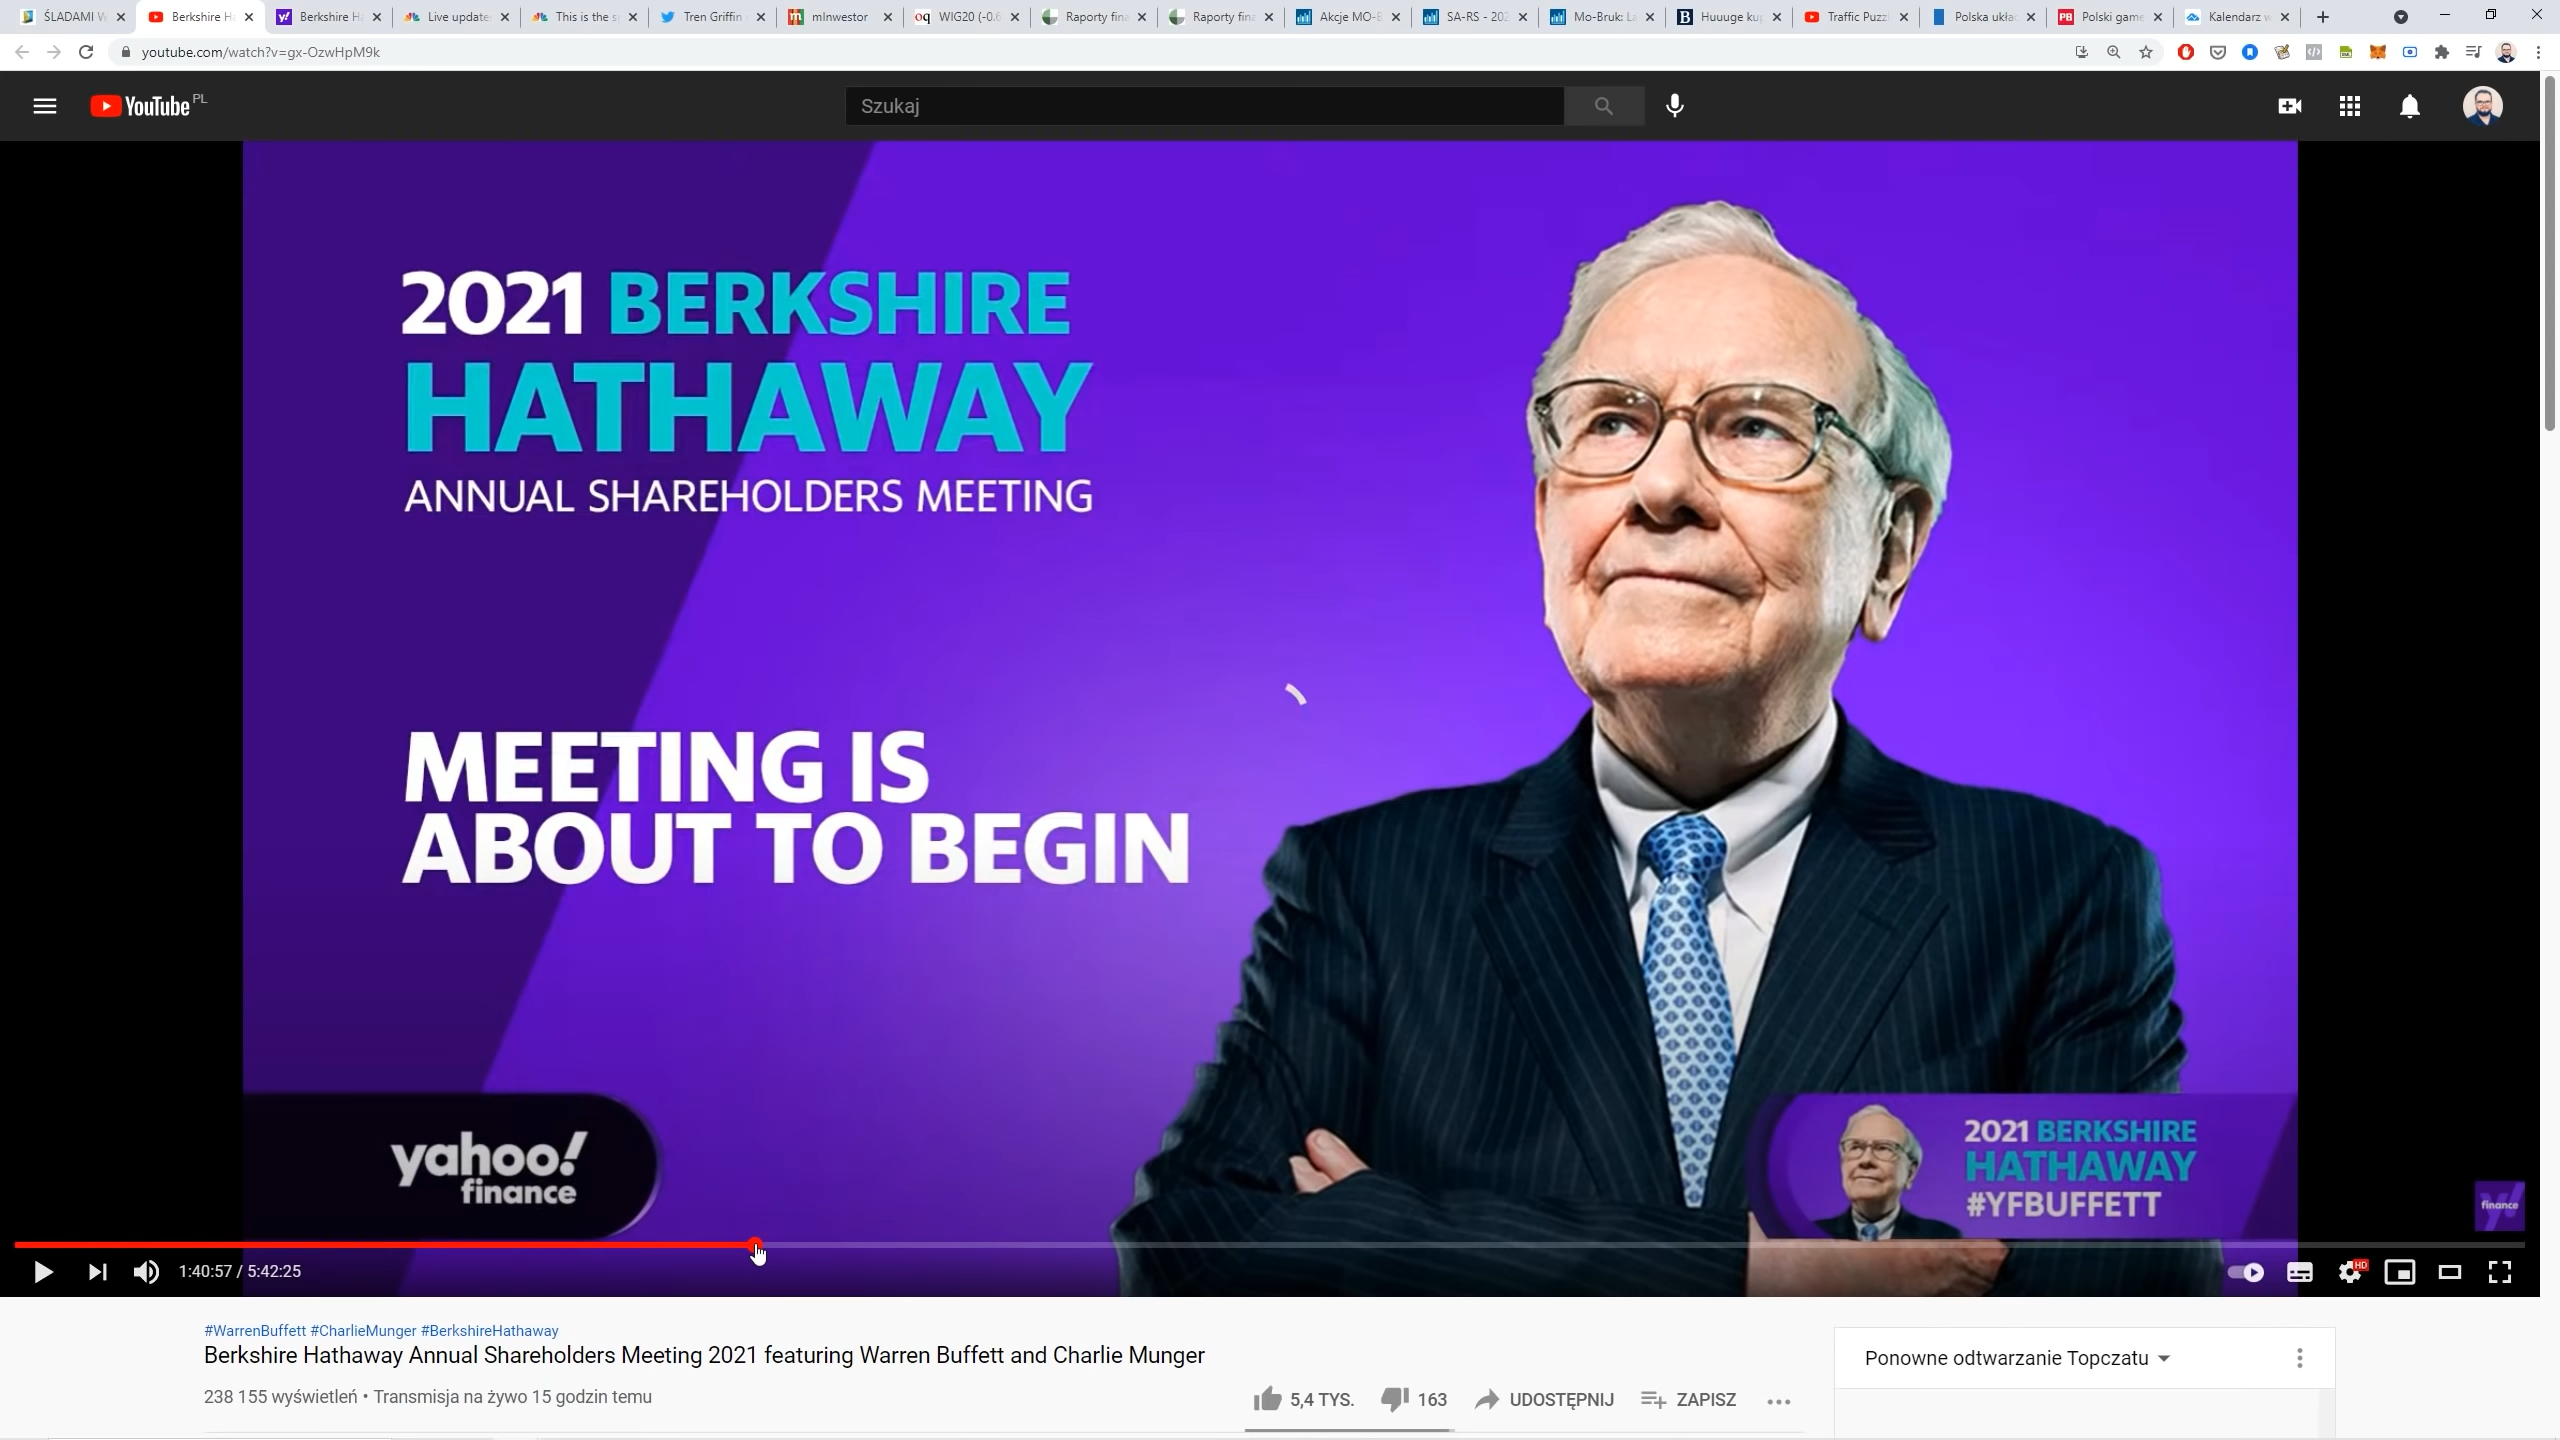 ŚLADAMI W
Berkshire H
Berkshire H
Live update
This is the s
Tren Griffin
mInwestor
WIG20 (-0.6
Raporty fina
Raporty fina
Akcje MO-B
SA-RS - 202
Mo-Bruk: La
Huuuge ku
Traffic Puzz
Polska ukła
Polski game
Kalendarz w
youtube.com/watch?v=gx-OzwHpM9k
YouTube PL
Szukaj
2021 BERKSHIRE
HATHAWAY
ANNUAL SHAREHOLDERS MEETING
MEETING IS
ABOUT TO BEGIN
yahoo!
finance
2021 BERKSHIRE
HATHAWAY
#YFBUFFETT
finance
1:40:57 / 5:42:25
HD
#WarrenBuffett #CharlieMunger #BerkshireHathaway
Berkshire Hathaway Annual Shareholders Meeting 2021 featuring Warren Buffett and Charlie Munger
238 155 wyświetleń • Transmisja na żywo 15 godzin temu
5,4 TYS.
163
UDOSTĘPNIJ
ZAPISZ
Ponowne odtwarzanie Topczatu